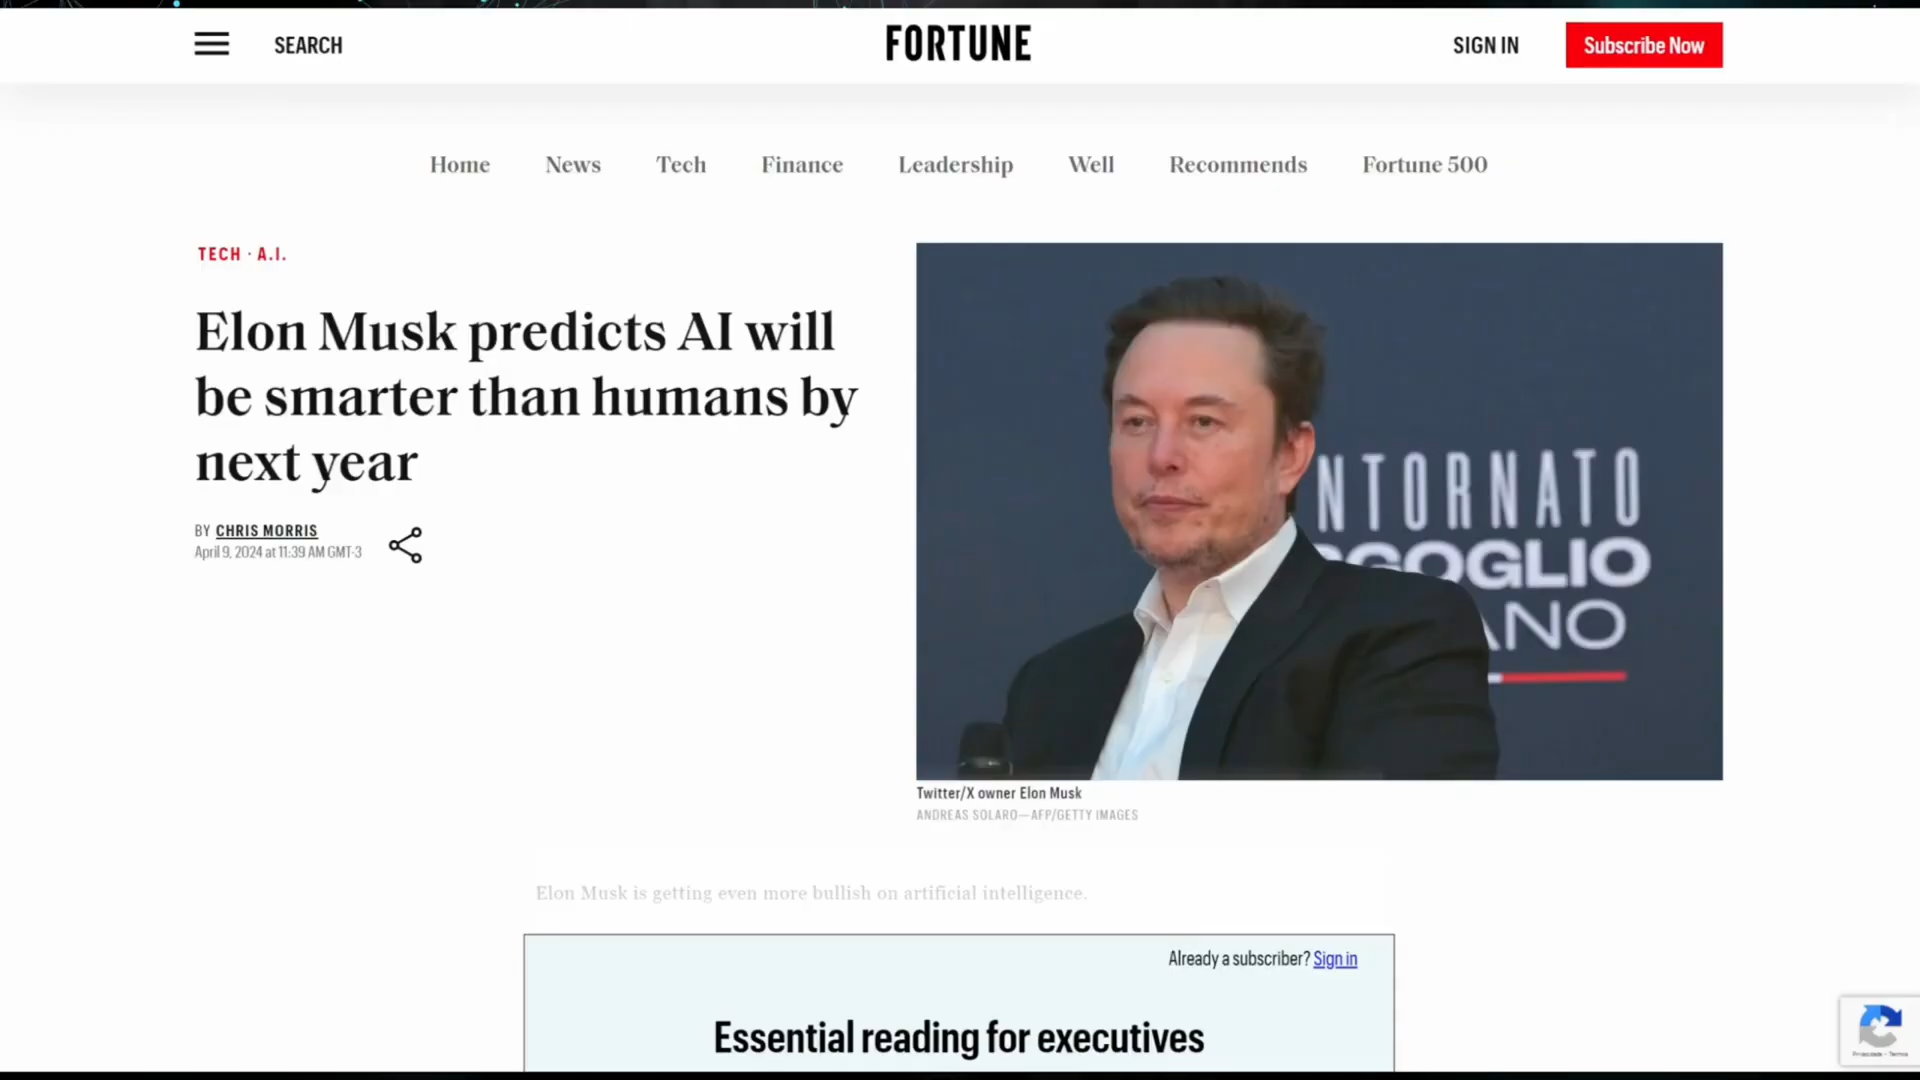 SEARCH
FORTUNE
SIGN IN
Subscribe Now
Home
News
Tech
Finance
Leadership
Well
Recommends
Fortune 500
TECH · A.I.
Elon Musk predicts AI will
be smarter than humans by
next year
BY CHRIS MORRIS
April 9, 2024 at 11:39 AM GMT-3
NTORNATO
RGOGLIO
ANO
Twitter/X owner Elon Musk
ANDREAS SOLARO—AFP/GETTY IMAGES
Elon Musk is getting even more bullish on artificial intelligence.
Already a subscriber? Sign in
Essential reading for executives